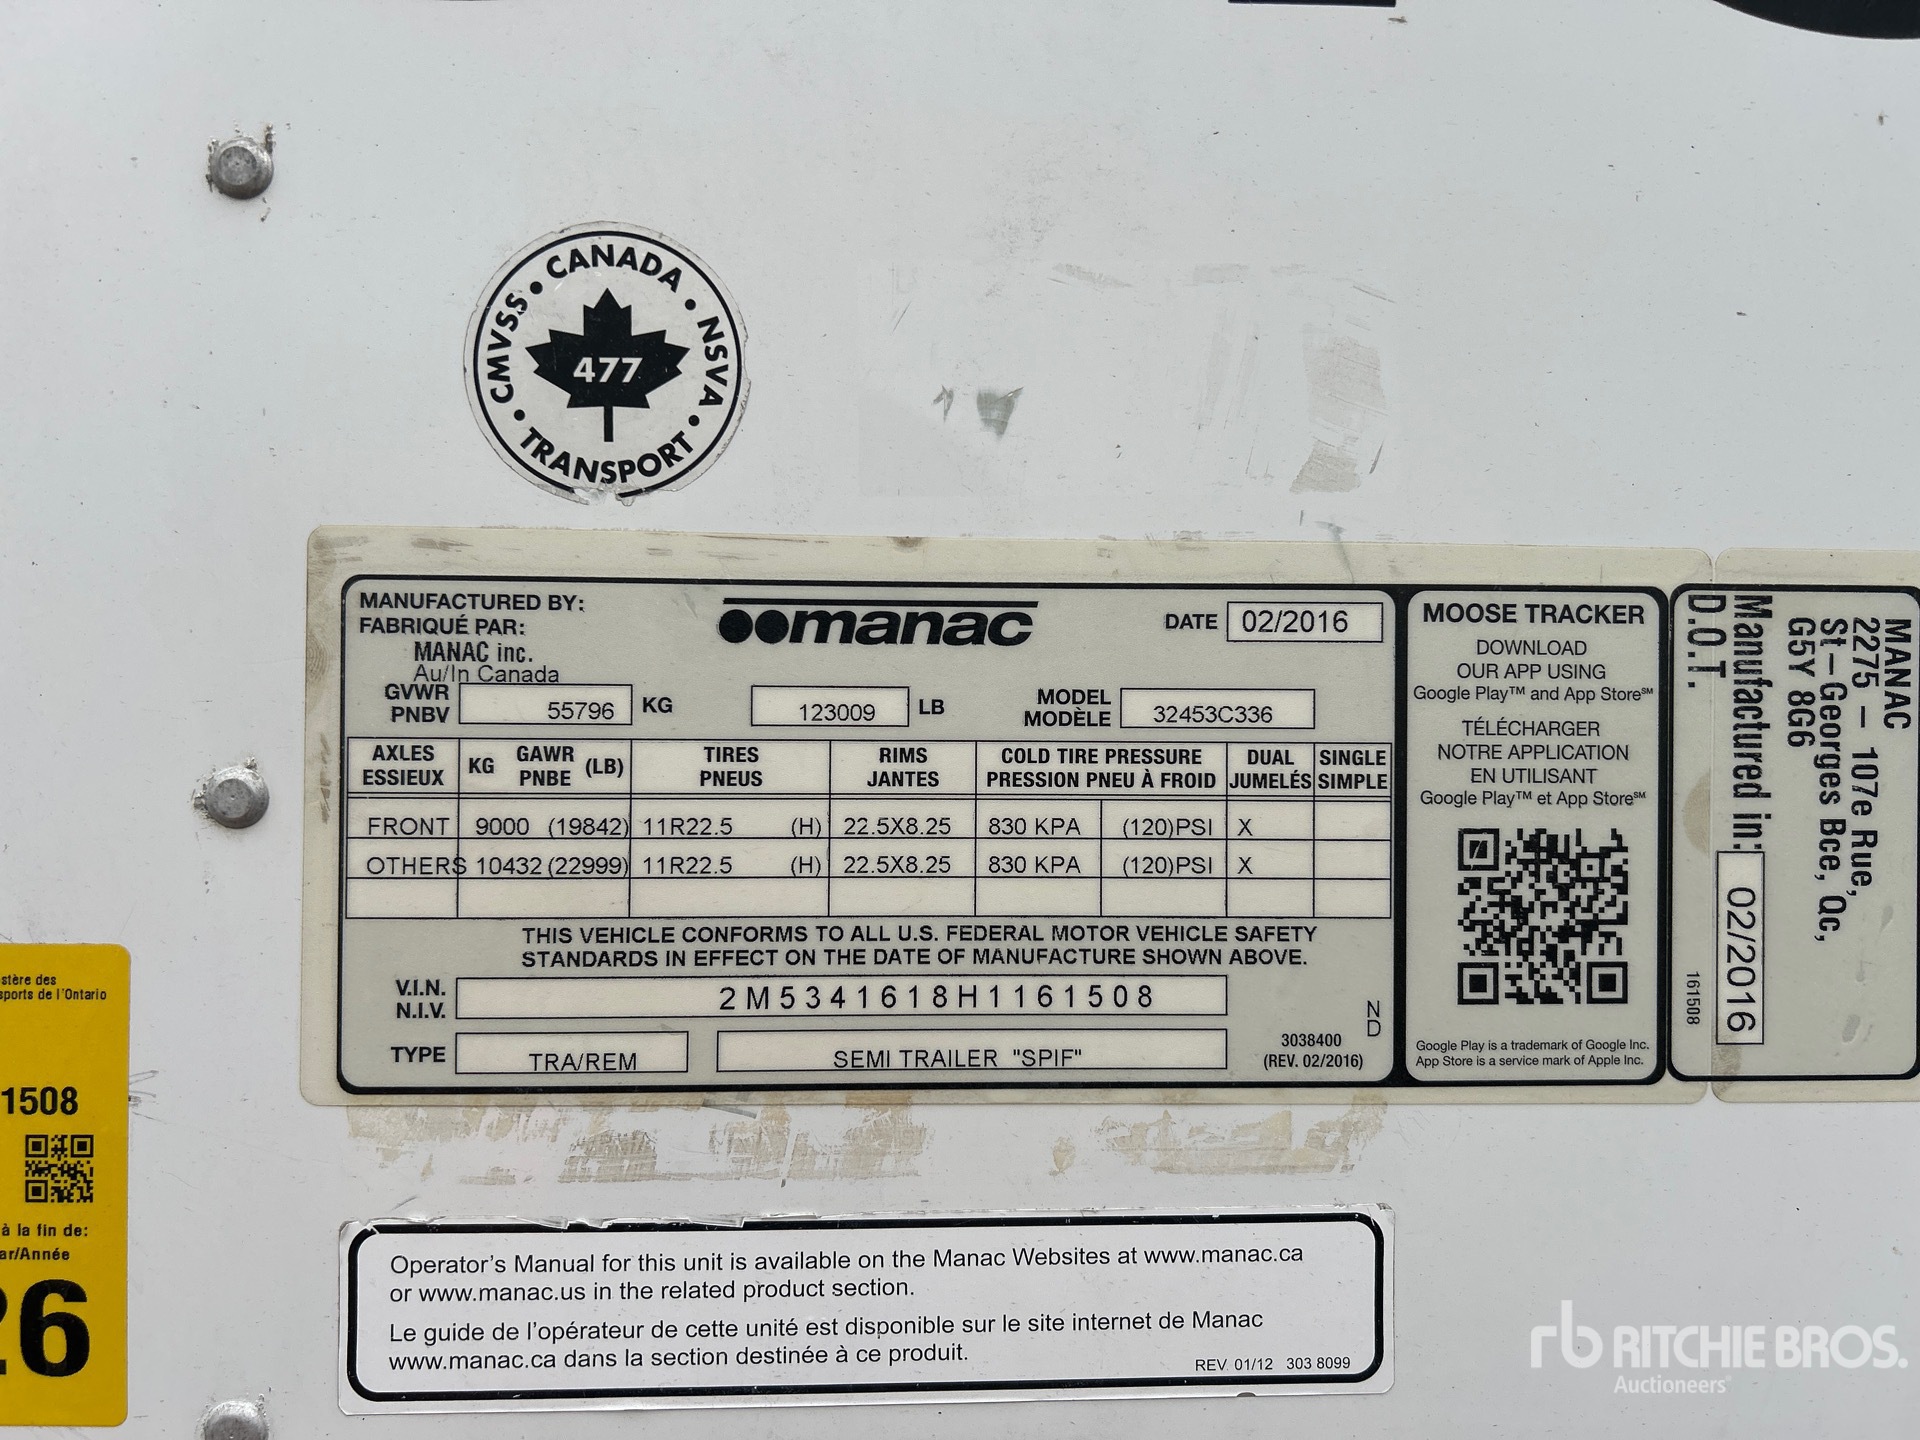 CANADA • NSVA • TRANSPORT • CMVSS •
477
MANUFACTURED BY:
FABRIQUÉ PAR:
MANAC inc.
Au/In Canada
manac
DATE 02/2016
GVWR
PNBV
55796 KG
123009 LB
MODEL
MODÈLE
32453C336
AXLES
ESSIEUX
KG GAWR (LB)
PNBE
TIRES
PNEUS
RIMS
JANTES
COLD TIRE PRESSURE
PRESSION PNEU À FROID
DUAL
JUMELÉS
SINGLE
SIMPLE
FRONT 9000 (19842) 11R22.5 (H) 22.5X8.25 830 KPA (120)PSI X
OTHERS 10432 (22999) 11R22.5 (H) 22.5X8.25 830 KPA (120)PSI X
THIS VEHICLE CONFORMS TO ALL U.S. FEDERAL MOTOR VEHICLE SAFETY
STANDARDS IN EFFECT ON THE DATE OF MANUFACTURE SHOWN ABOVE.
V.I.N.
N.I.V.
2M5341618H1161508
TYPE TRA/REM SEMI TRAILER "SPIF"
3038400
(REV. 02/2016)
ND
MOOSE TRACKER
DOWNLOAD
OUR APP USING
Google Play™ and App Store℠
TÉLÉCHARGER
NOTRE APPLICATION
EN UTILISANT
Google Play™ et App Store℠
Google Play is a trademark of Google Inc.
App Store is a service mark of Apple Inc.
MANAC
2275 - 107e Rue,
St-Georges Bce, Qc,
G5Y 8G6
Manufactured in: 02/2016
D.O.T.
161508
stère des
sports de l'Ontario
1508
à la fin de:
ar/Année
26
Operator's Manual for this unit is available on the Manac Websites at www.manac.ca
or www.manac.us in the related product section.
Le guide de l'opérateur de cette unité est disponible sur le site internet de Manac
www.manac.ca dans la section destinée à ce produit.
REV. 01/12 303 8099
rb RITCHIE BROS.
Auctioneers